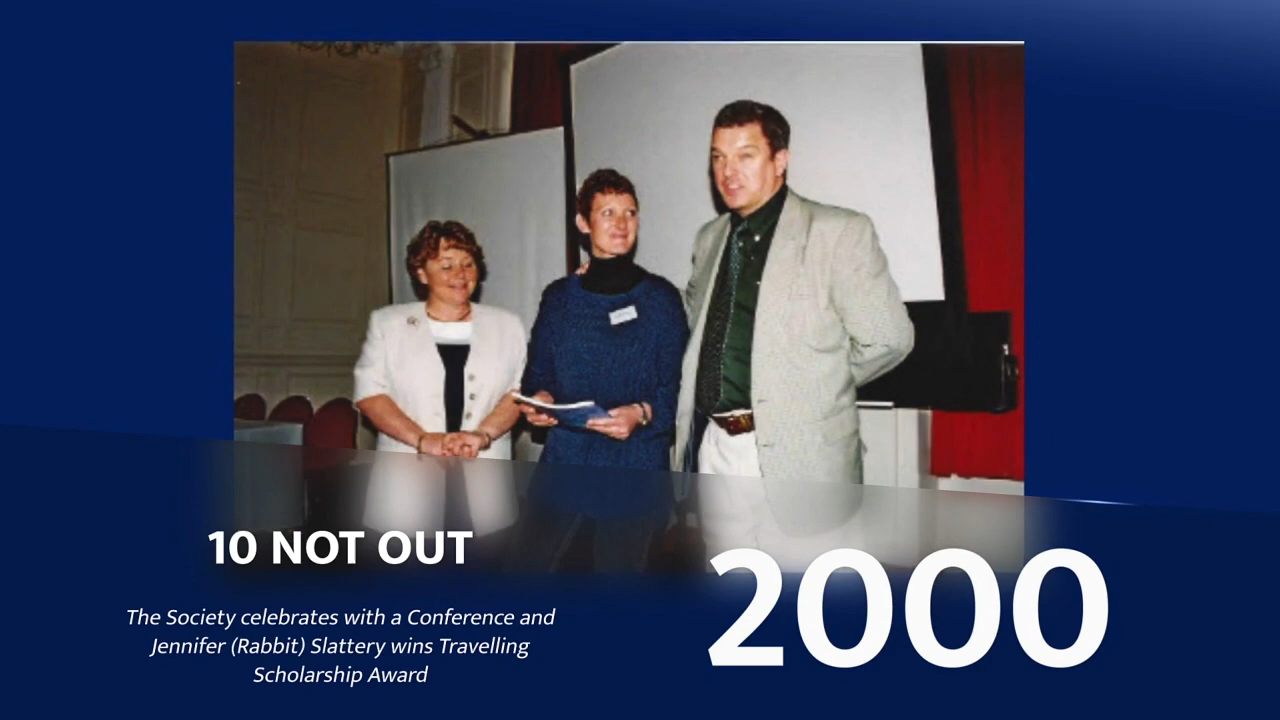 10 NOT OUT
The Society celebrates with a Conference and
Jennifer (Rabbit) Slattery wins Travelling
Scholarship Award
2000